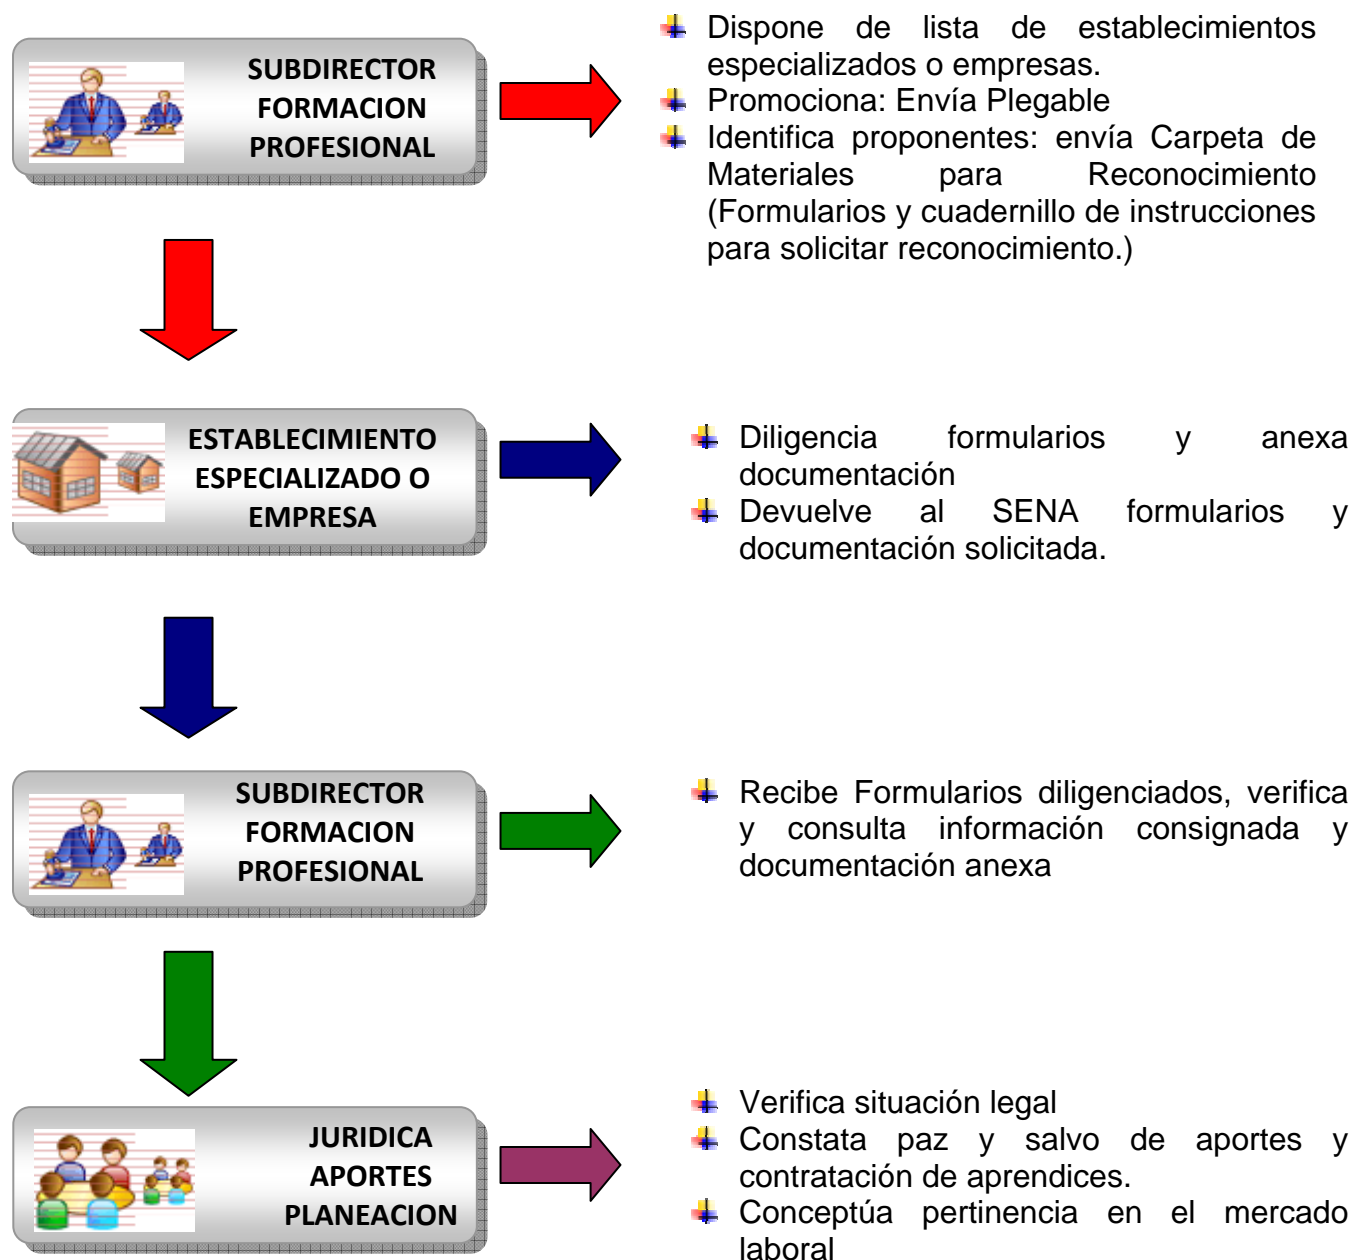 SUBDIRECTOR
FORMACION
PROFESIONAL
Dispone de lista de establecimientos
especializados o empresas.
Promociona: Envía Plegable
Identifica proponentes: envía Carpeta de
Materiales para Reconocimiento
(Formularios y cuadernillo de instrucciones
para solicitar reconocimiento.)
ESTABLECIMIENTO
ESPECIALIZADO O
EMPRESA
Diligencia formularios y anexa
documentación
Devuelve al SENA formularios y
documentación solicitada.
SUBDIRECTOR
FORMACION
PROFESIONAL
Recibe Formularios diligenciados, verifica
y consulta información consignada y
documentación anexa
JURIDICA
APORTES
PLANEACION
Verifica situación legal
Constata paz y salvo de aportes y
contratación de aprendices.
Conceptúa pertinencia en el mercado
laboral